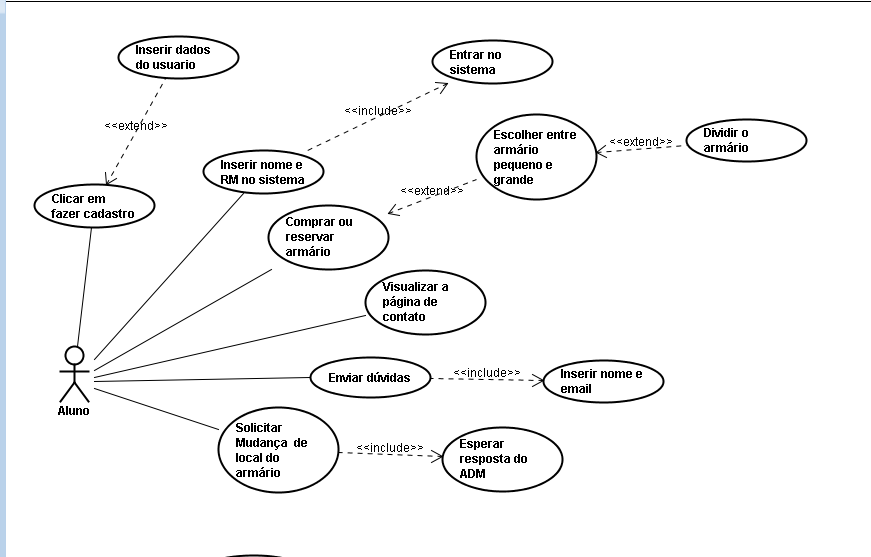 Inserir dados
do usuario
Entrar no
sistema
<<extend>>
<<include>>
Escolher entre
armário
pequeno e
grande
<<extend>>
Dividir o
armário
Inserir nome e
RM no sistema
<<extend>>
Clicar em
fazer cadastro
Comprar ou
reservar
armário
Visualizar a
página de
contato
Enviar dúvidas
<<include>>
Inserir nome e
email
Aluno
Solicitar
Mudança de
local do
armário
<<include>>
Esperar
resposta do
ADM